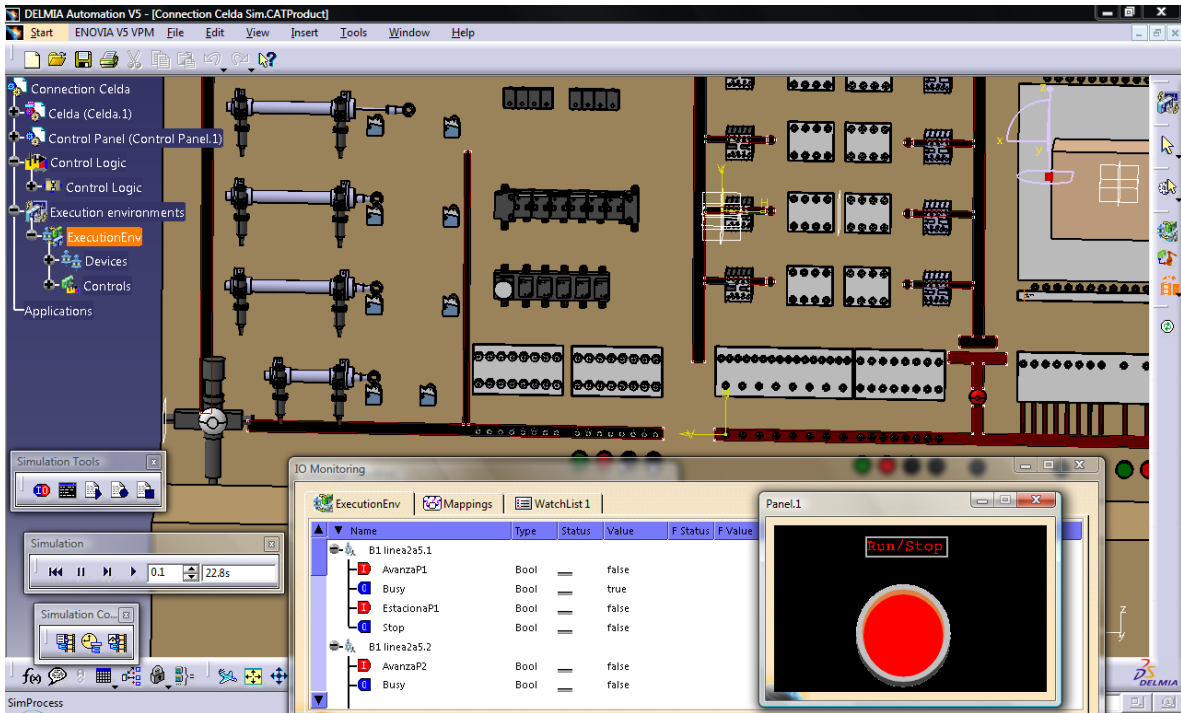 DELMIA Automation V5 - [Connection Celda Sim.CATProduct]
Start ENOVIA V5 VPM File Edit View Insert Tools Window Help
Connection Celda
Celda (Celda.1)
Control Panel (Control Panel.1)
Control Logic
Control Logic
Execution environments
ExecutionEnv
Devices
Controls
Applications
z
x
y
Simulation Tools
IO
Simulation
0.1 22.8s
Simulation Co...
f(x)
SimProcess
IO Monitoring
ExecutionEnv Mappings WatchList 1
Name Type Status Value F Status F Value
B1 linea2a5.1
I AvanzaP1 Bool false
O Busy Bool true
I EstacionaP1 Bool false
O Stop Bool false
B1 linea2a5.2
I AvanzaP2 Bool false
O Busy Bool false
Panel.1
Run/Stop
z
DELMIA